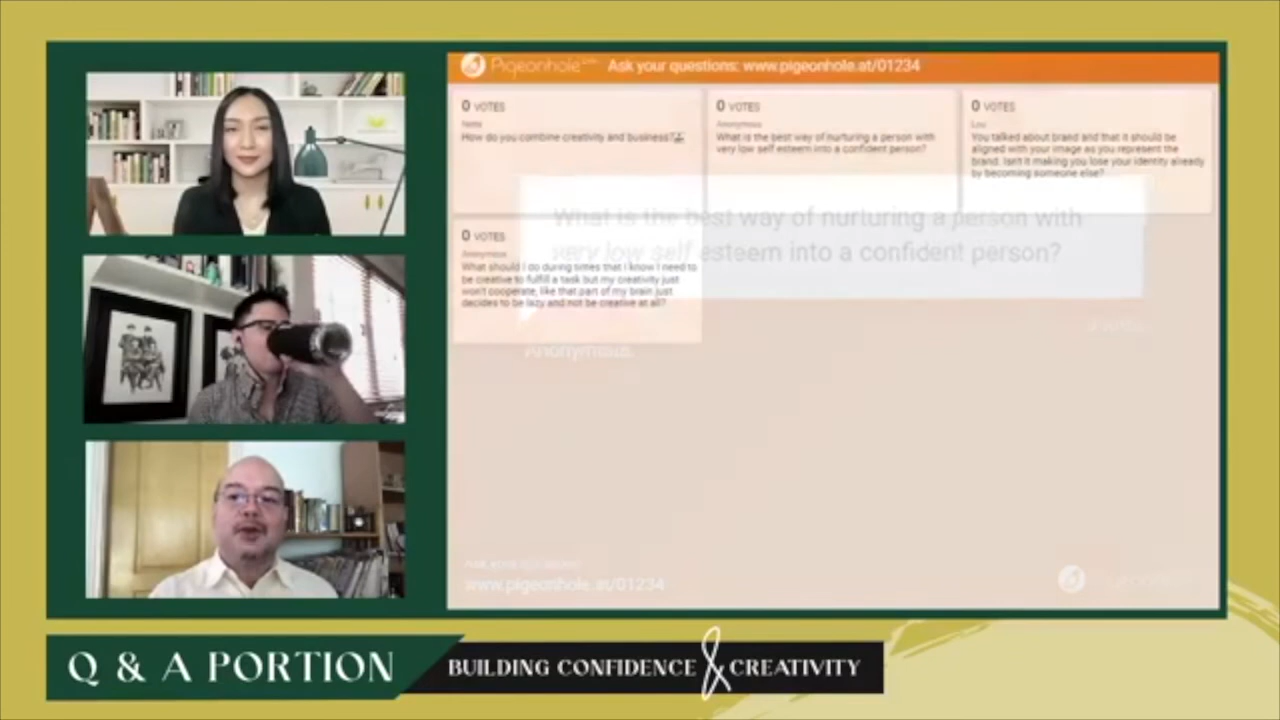 Pigeonhole Ask your questions: www.pigeonhole.at/01234
0 VOTES
How do you combine creativity and business?
0 VOTES
Anonymous
What is the best way of nurturing a person with
very low self esteem into a confident person?
0 VOTES
Lou
You talked about brand and that it should be
aligned with your image as you represent the
brand. Isn't it making you lose your identity already
by becoming someone else?
What is the best way of nurturing a person with
very low self esteem into a confident person?
Anonymous
0 VOTES
Anonymous
What should I do during times that I know I need to
be creative to fulfill a task but my creativity just
won't cooperate, like that part of my brain just
decides to be lazy and not be creative at all?
www.pigeonhole.at/01234
Q & A PORTION
BUILDING CONFIDENCE & CREATIVITY